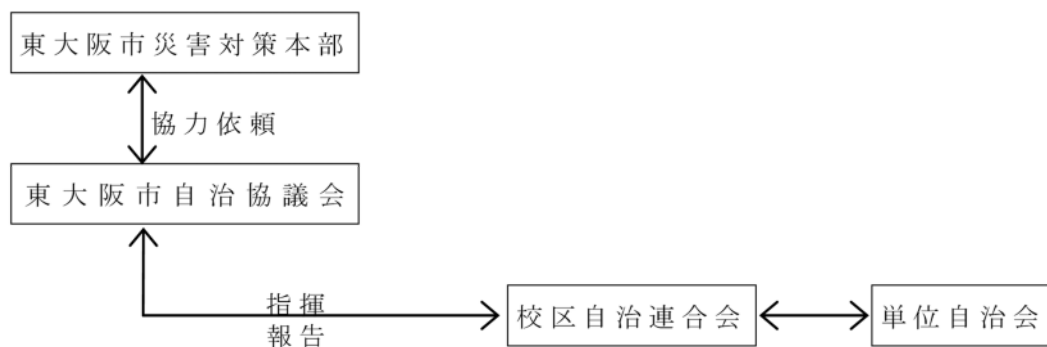 東大阪市災害対策本部
協力依頼
東大阪市自治協議会
指揮
報告
校区自治連合会
単位自治会